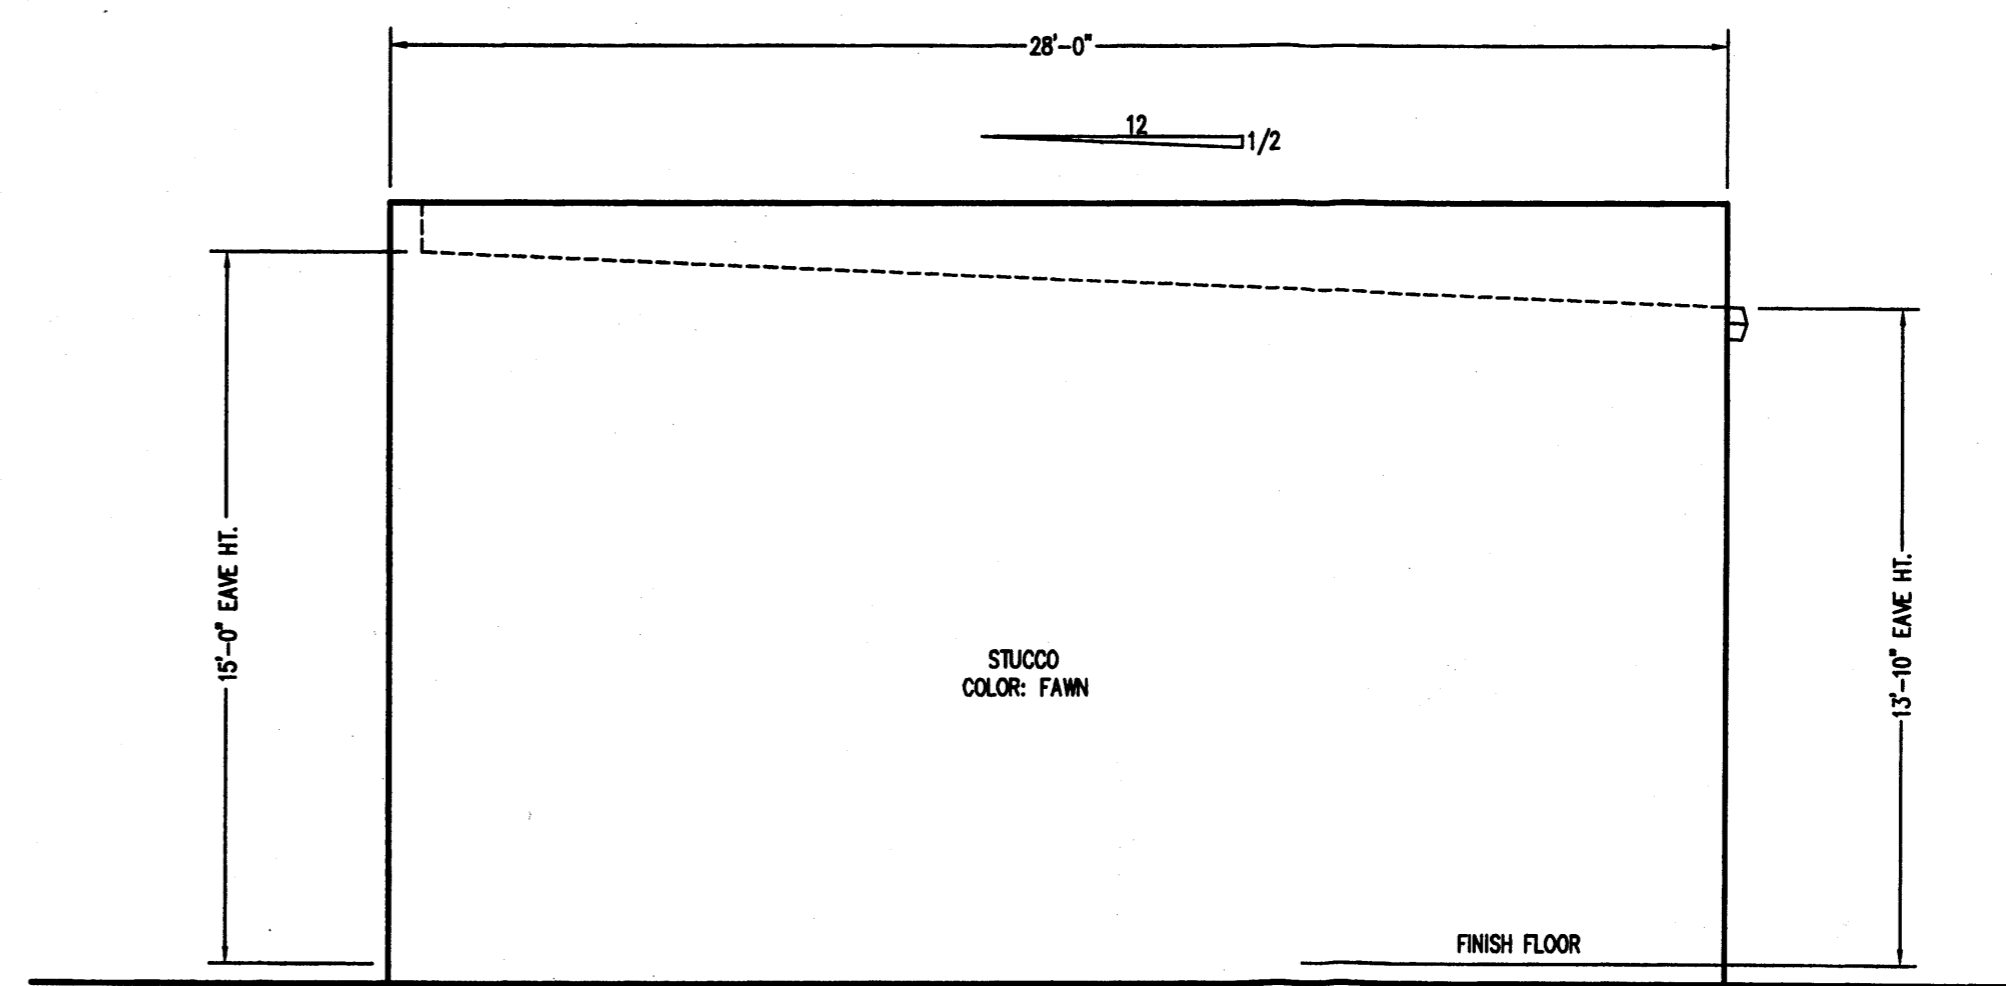 28'-0"
12
1/2
15'-0" EAVE HT.
13'-10" EAVE HT.
STUCCO
COLOR: FAWN
FINISH FLOOR